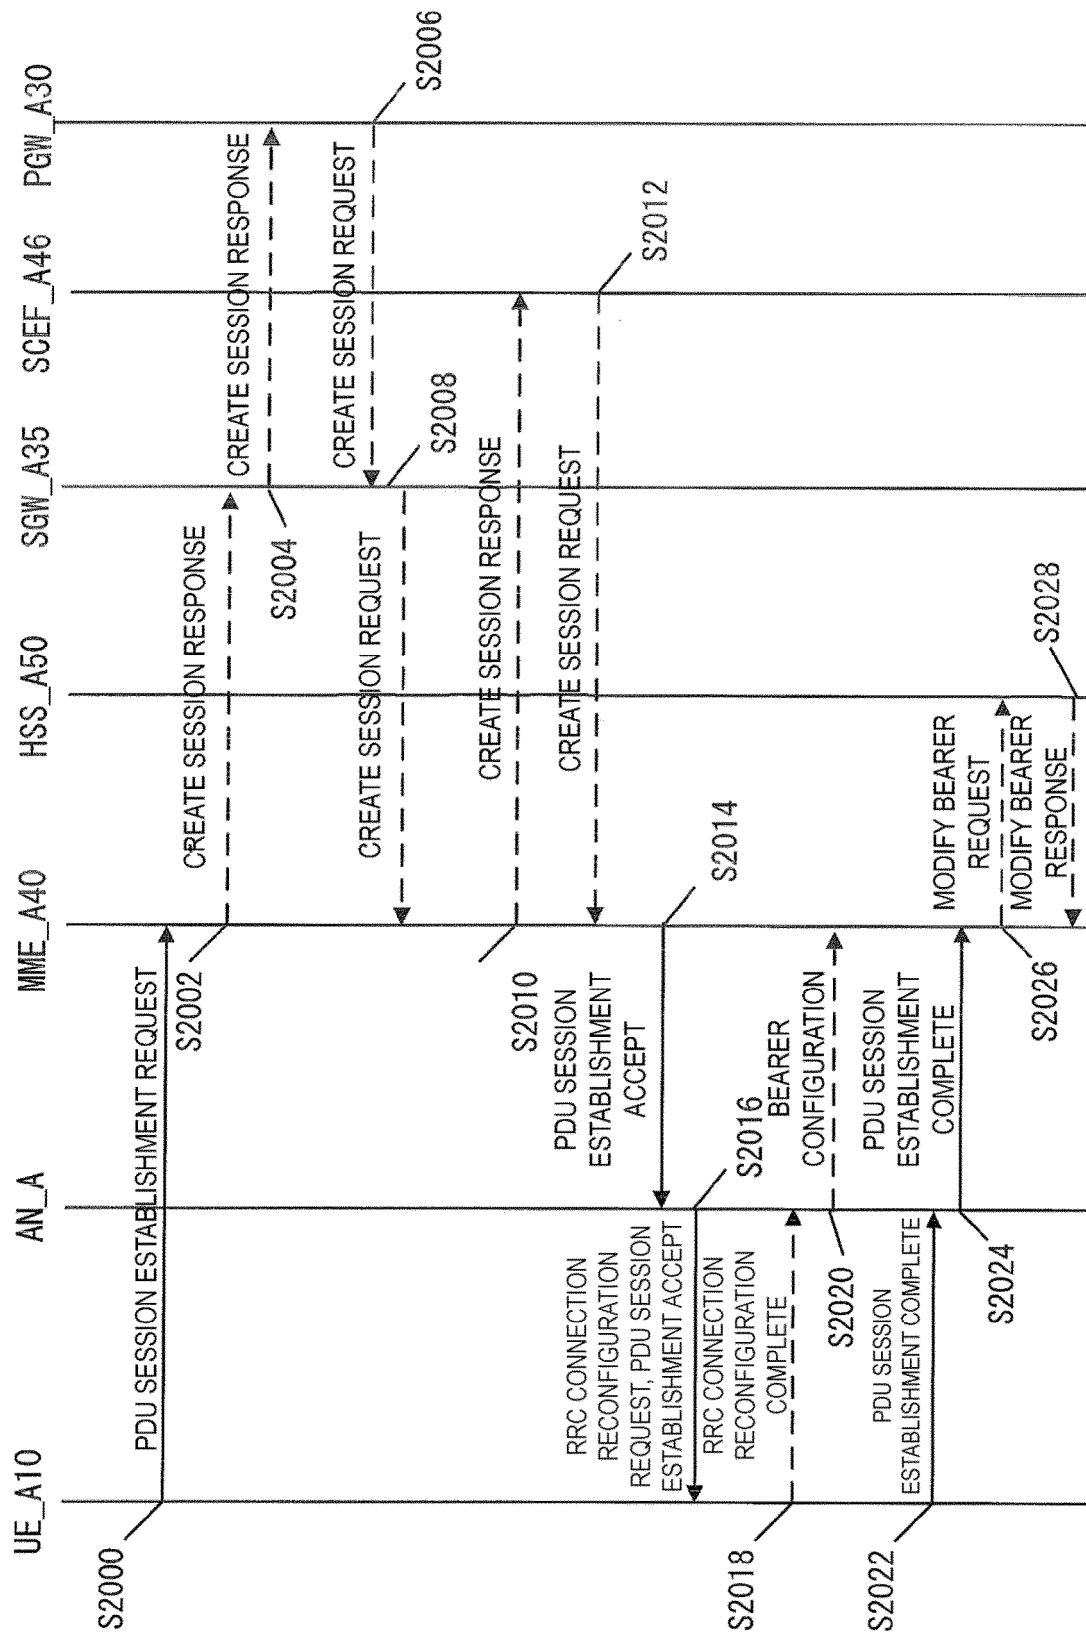 UE_A10
AN_A
MME_A40
HSS_A50
SGW_A35
SCEF_A46
PGW_A30
S2000
PDU SESSION ESTABLISHMENT REQUEST
S2002
CREATE SESSION RESPONSE
S2004
CREATE SESSION RESPONSE
CREATE SESSION REQUEST
S2006
CREATE SESSION REQUEST
S2008
S2010
CREATE SESSION RESPONSE
CREATE SESSION REQUEST
S2012
PDU SESSION
ESTABLISHMENT
ACCEPT
S2014
RRC CONNECTION
RECONFIGURATION
REQUEST, PDU SESSION
ESTABLISHMENT ACCEPT
S2016
RRC CONNECTION
RECONFIGURATION
COMPLETE
S2018
BEARER
CONFIGURATION
S2020
PDU SESSION
ESTABLISHMENT COMPLETE
S2022
PDU SESSION
ESTABLISHMENT
COMPLETE
S2024
MODIFY BEARER
REQUEST
S2026
MODIFY BEARER
RESPONSE
S2028